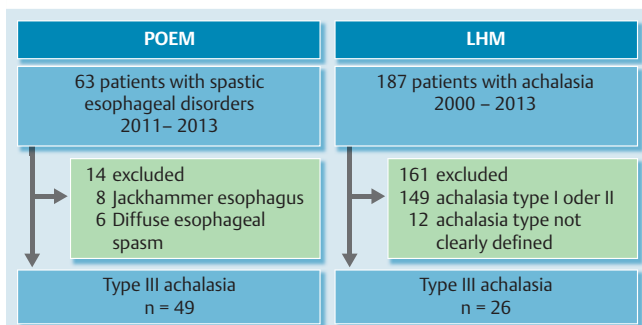 POEM
63 patients with spastic
esophageal disorders
2011– 2013
14 excluded
8 Jackhammer esophagus
6 Diffuse esophageal
spasm
Type III achalasia
n = 49
LHM
187 patients with achalasia
2000 – 2013
161 excluded
149 achalasia type I oder II
12 achalasia type not
clearly defined
Type III achalasia
n = 26